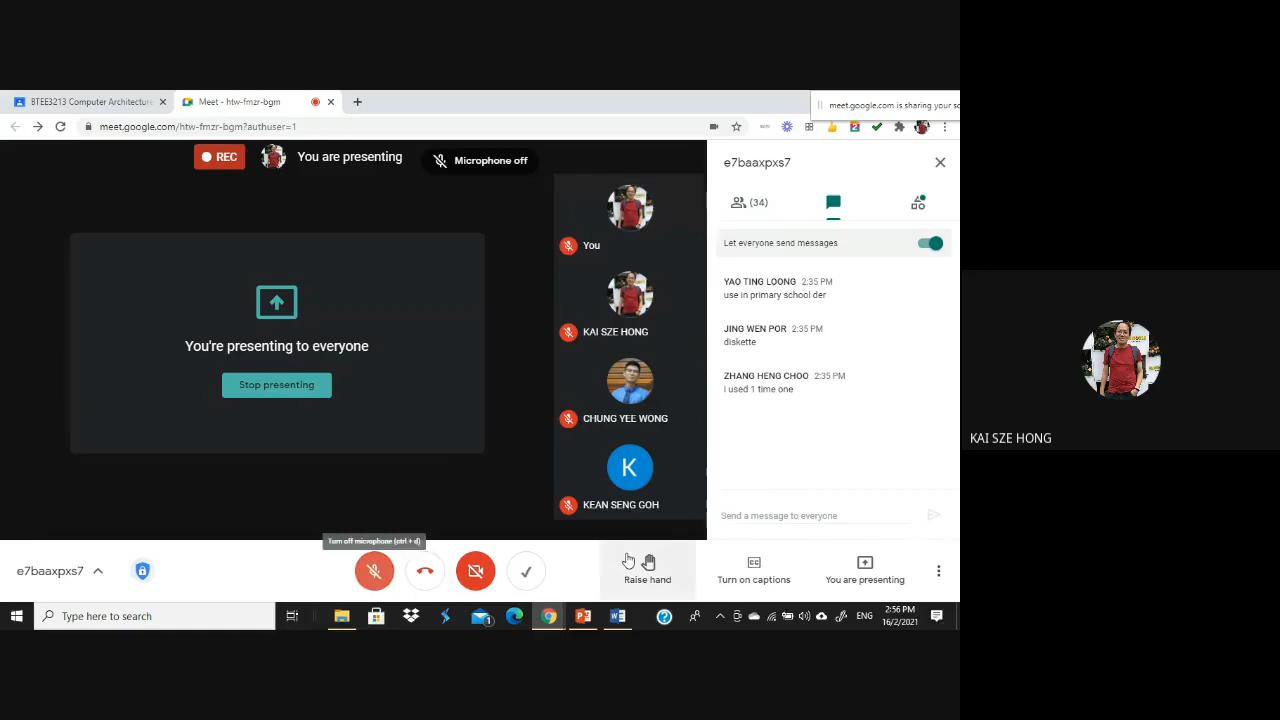 BTEE3213 Computer Architecture
Meet - htw-fmzr-bgm
meet.google.com is sharing your sc
meet.google.com/htw-fmzr-bgm?authuser=1
REC
You are presenting
Microphone off
e7baaxpxs7
(34)
Let everyone send messages
You
YAO TING LOONG 2:35 PM
use in primary school der
KAI SZE HONG
JING WEN POR 2:35 PM
diskette
You're presenting to everyone
Stop presenting
ZHANG HENG CHOO 2:35 PM
i used 1 time one
CHUNG YEE WONG
KAI SZE HONG
K
KEAN SENG GOH
Send a message to everyone
Turn off microphone (ctrl + d)
e7baaxpxs7
Raise hand
Turn on captions
You are presenting
Type here to search
1
ENG
2:56 PM
16/2/2021